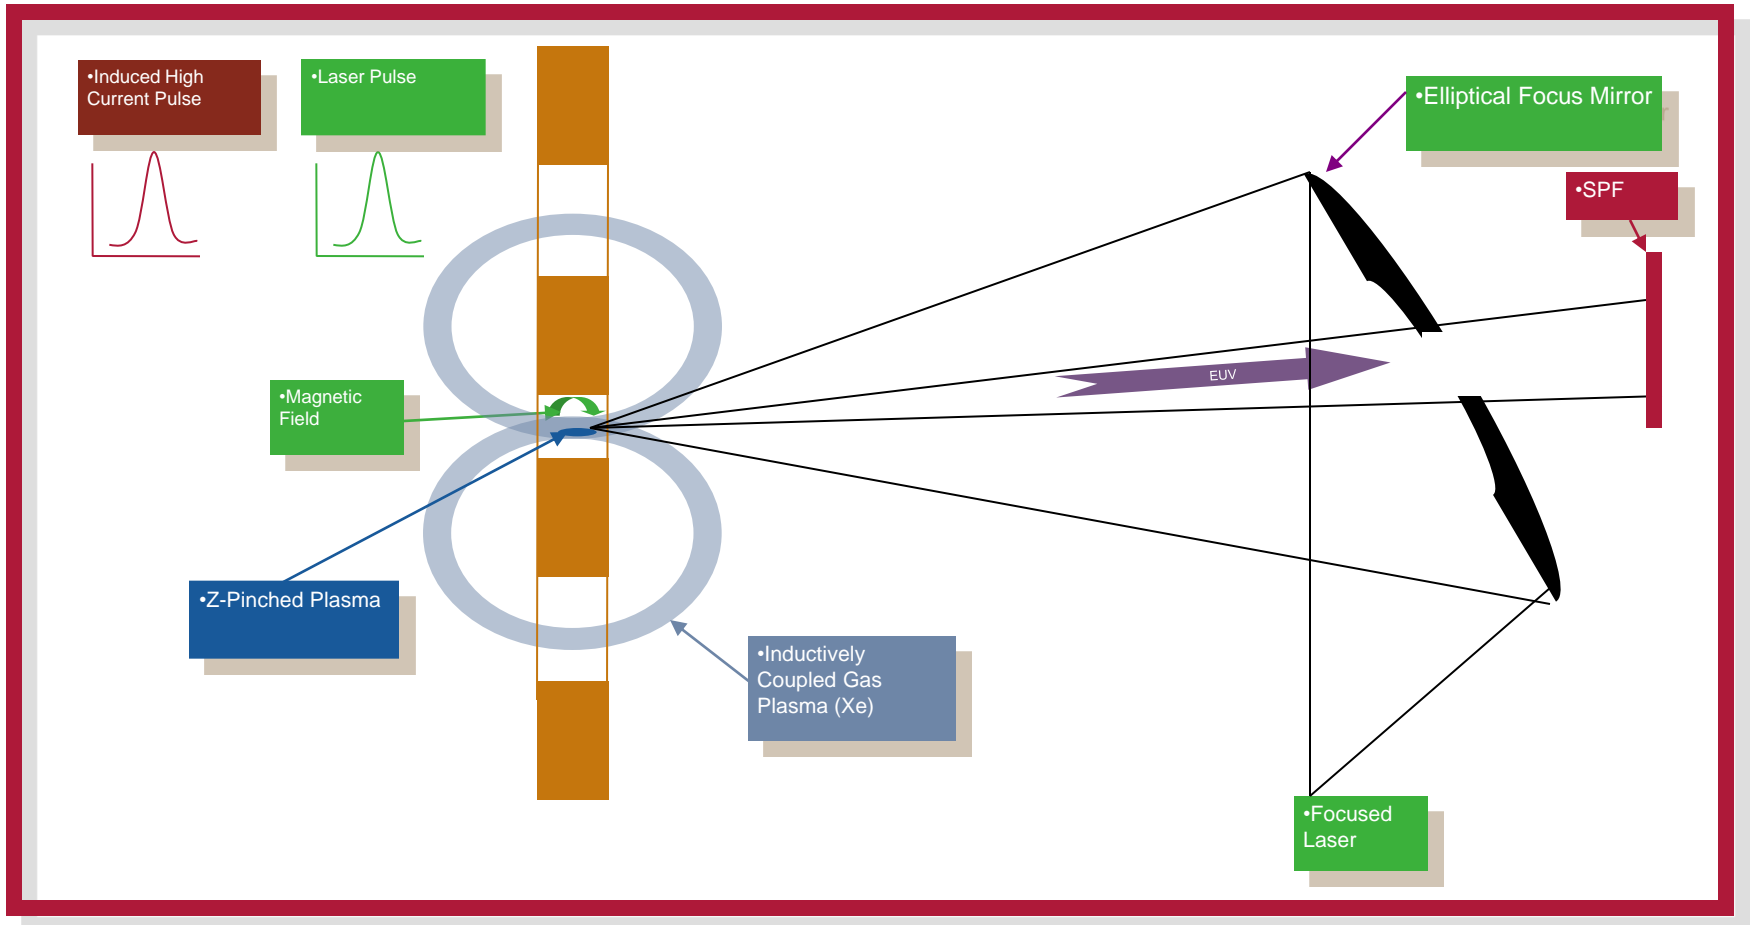 •Induced High
Current Pulse
•Laser Pulse
•Elliptical Focus Mirror
•SPF
EUV
•Magnetic
Field
•Z-Pinched Plasma
•Inductively
Coupled Gas
Plasma (Xe)
•Focused
Laser